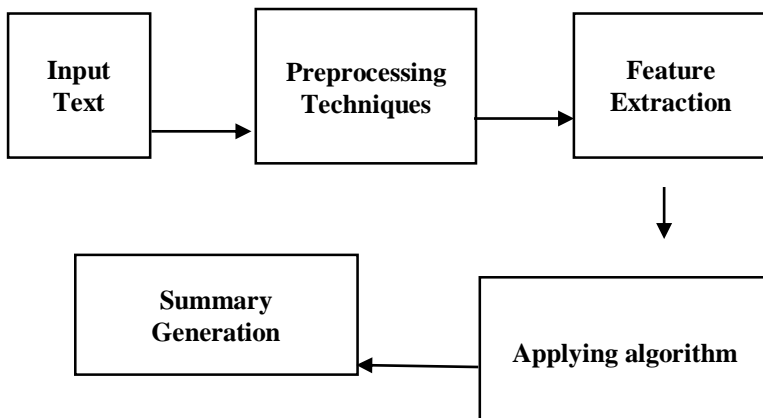 Input
Text
Preprocessing
Techniques
Feature
Extraction
Summary
Generation
Applying algorithm